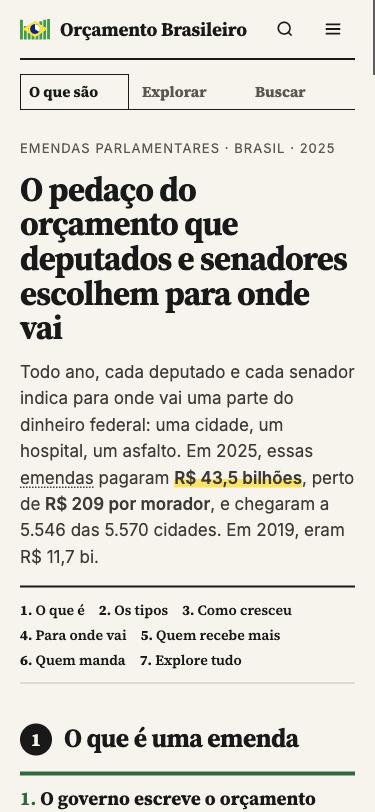 Orçamento Brasileiro
O que são Explorar Buscar
EMENDAS PARLAMENTARES · BRASIL · 2025
O pedaço do
orçamento que
deputados e senadores
escolhem para onde
vai
Todo ano, cada deputado e cada senador
indica para onde vai uma parte do
dinheiro federal: uma cidade, um
hospital, um asfalto. Em 2025, essas
emendas pagaram R$ 43,5 bilhões, perto
de R$ 209 por morador, e chegaram a
5.546 das 5.570 cidades. Em 2019, eram
R$ 11,7 bi.
1. O que é 2. Os tipos 3. Como cresceu
4. Para onde vai 5. Quem recebe mais
6. Quem manda 7. Explore tudo
1 O que é uma emenda
1. O governo escreve o orçamento